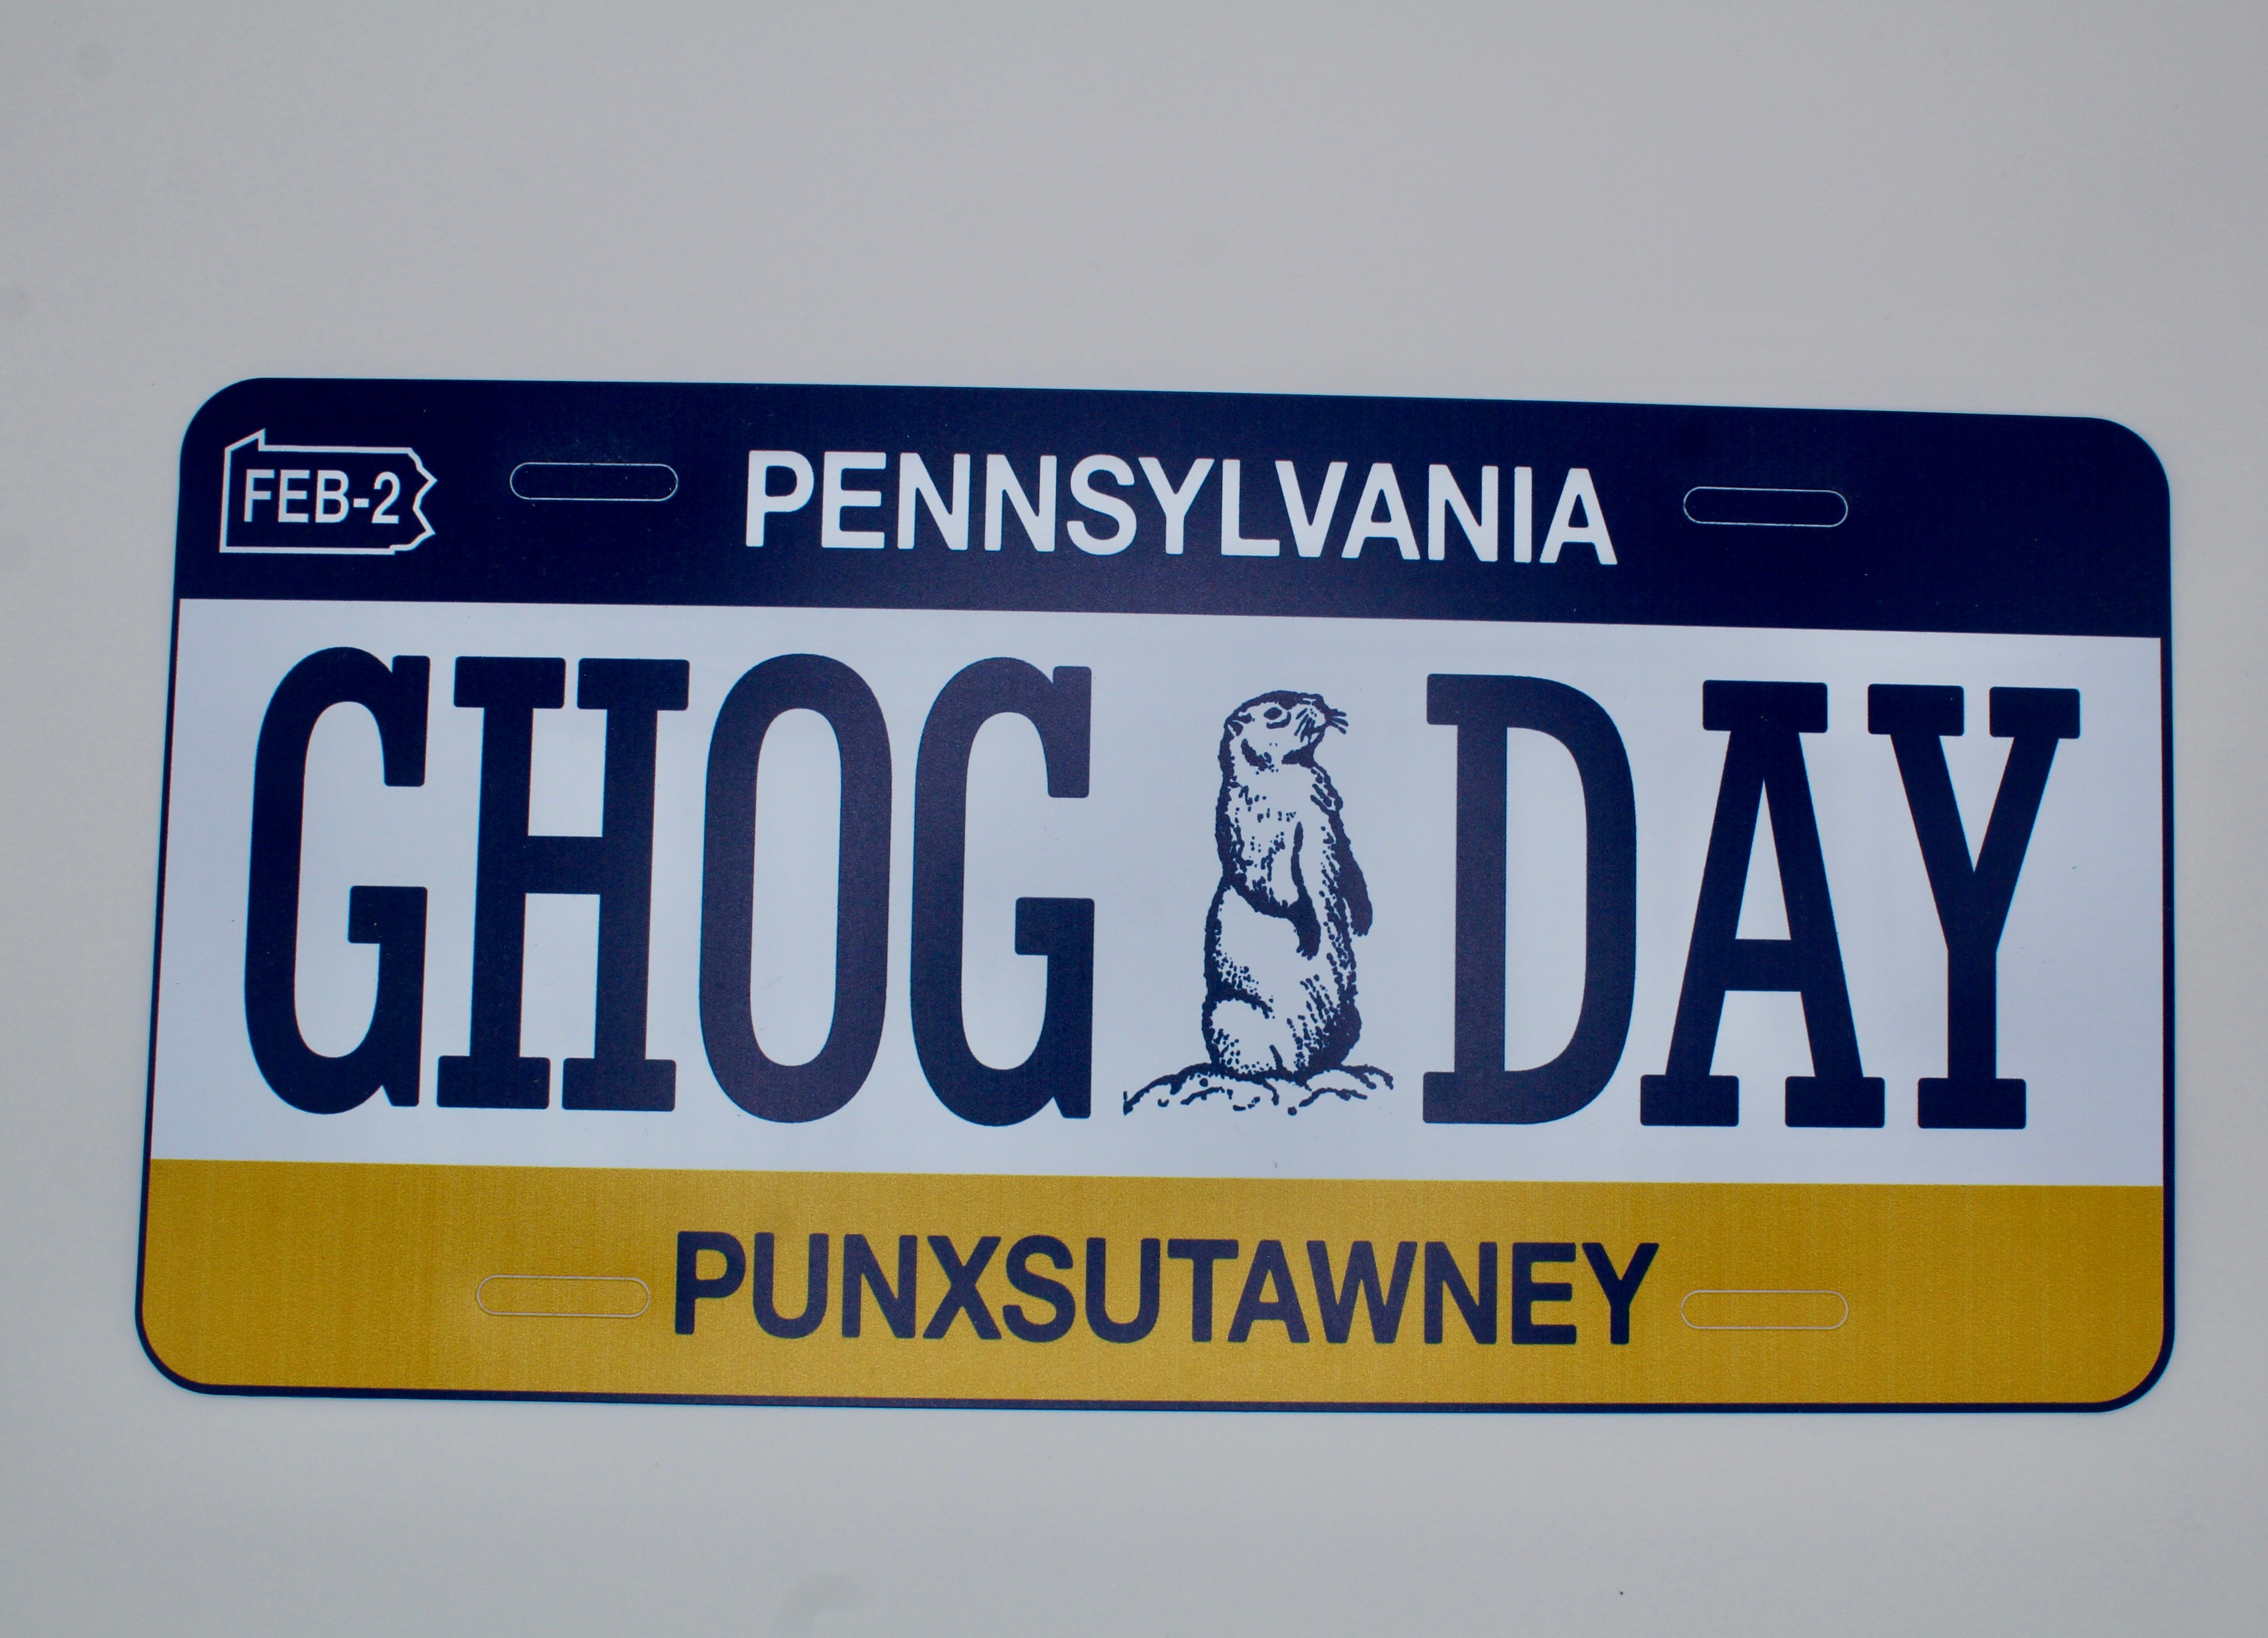 FEB-2
PENNSYLVANIA
GHOG DAY
PUNXSUTAWNEY